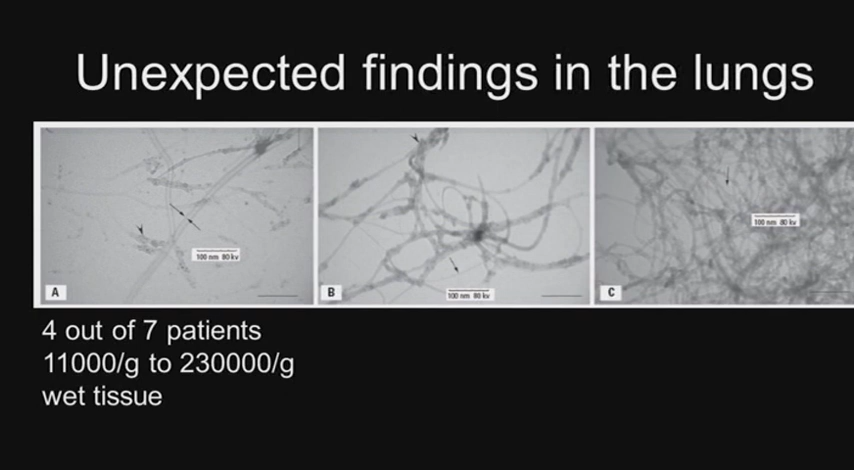 Unexpected findings in the lungs
100 nm 80 kv
A
100 nm 80 kv
B
100 nm 80 kv
C
4 out of 7 patients
11000/g to 230000/g
wet tissue